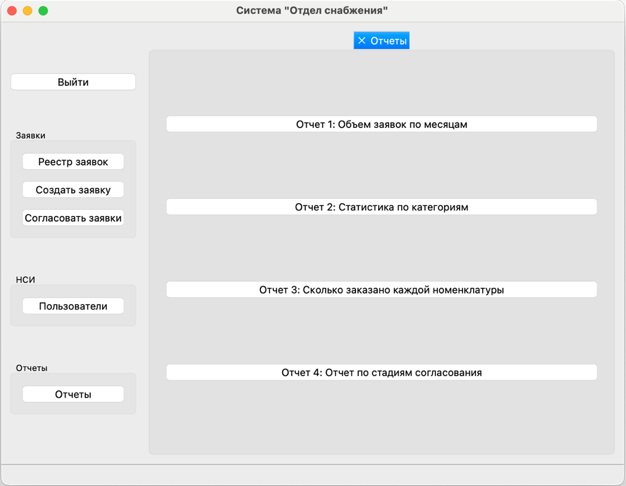 Система "Отдел снабжения"
Отчеты
Выйти
Заявки
Реестр заявок
Создать заявку
Согласовать заявки
НСИ
Пользователи
Отчеты
Отчеты
Отчет 1: Объем заявок по месяцам
Отчет 2: Статистика по категориям
Отчет 3: Сколько заказано каждой номенклатуры
Отчет 4: Отчет по стадиям согласования